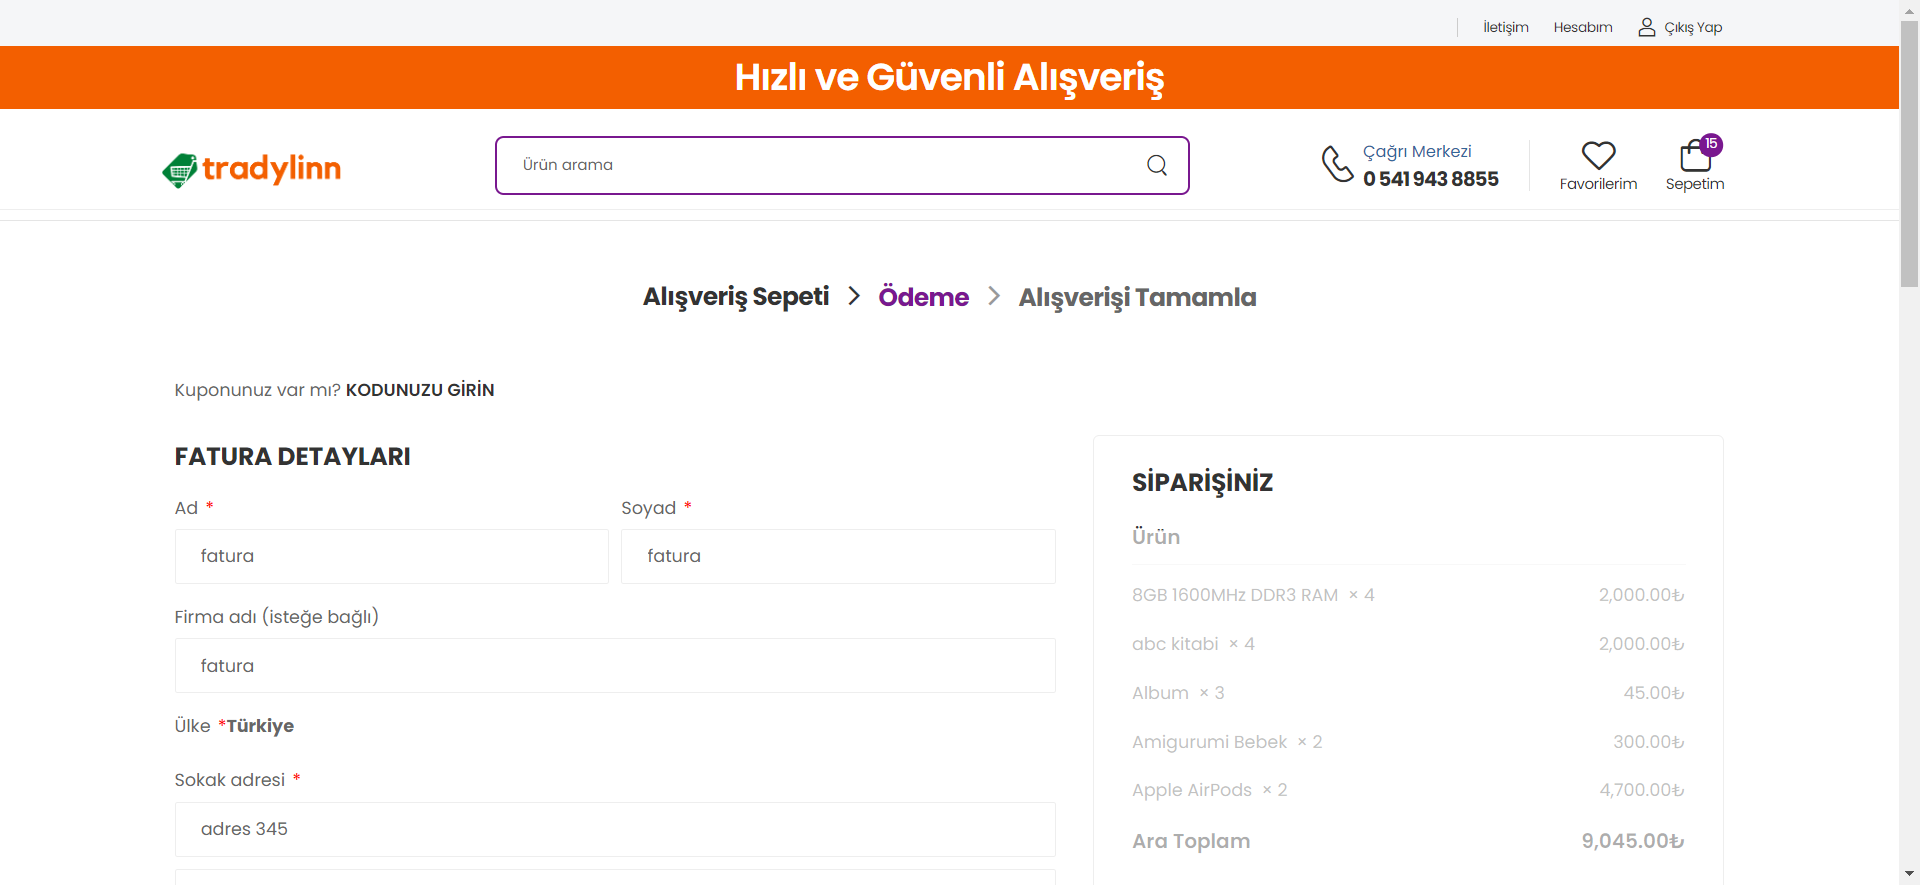 İletişim Hesabım Çıkış Yap
Hızlı ve Güvenli Alışveriş
tradylinn
Ürün arama
Çağrı Merkezi
0 541 943 8855
Favorilerim
15
Sepetim
Alışveriş Sepeti > Ödeme > Alışverişi Tamamla
Kuponunuz var mı? KODUNUZU GİRİN
FATURA DETAYLARI
Ad * Soyad *
fatura fatura
Firma adı (isteğe bağlı)
fatura
Ülke *Türkiye
Sokak adresi *
adres 345
SİPARİŞİNİZ
Ürün
8GB 1600MHz DDR3 RAM × 4 2,000.00₺
abc kitabi × 4 2,000.00₺
Album × 3 45.00₺
Amigurumi Bebek × 2 300.00₺
Apple AirPods × 2 4,700.00₺
Ara Toplam 9,045.00₺